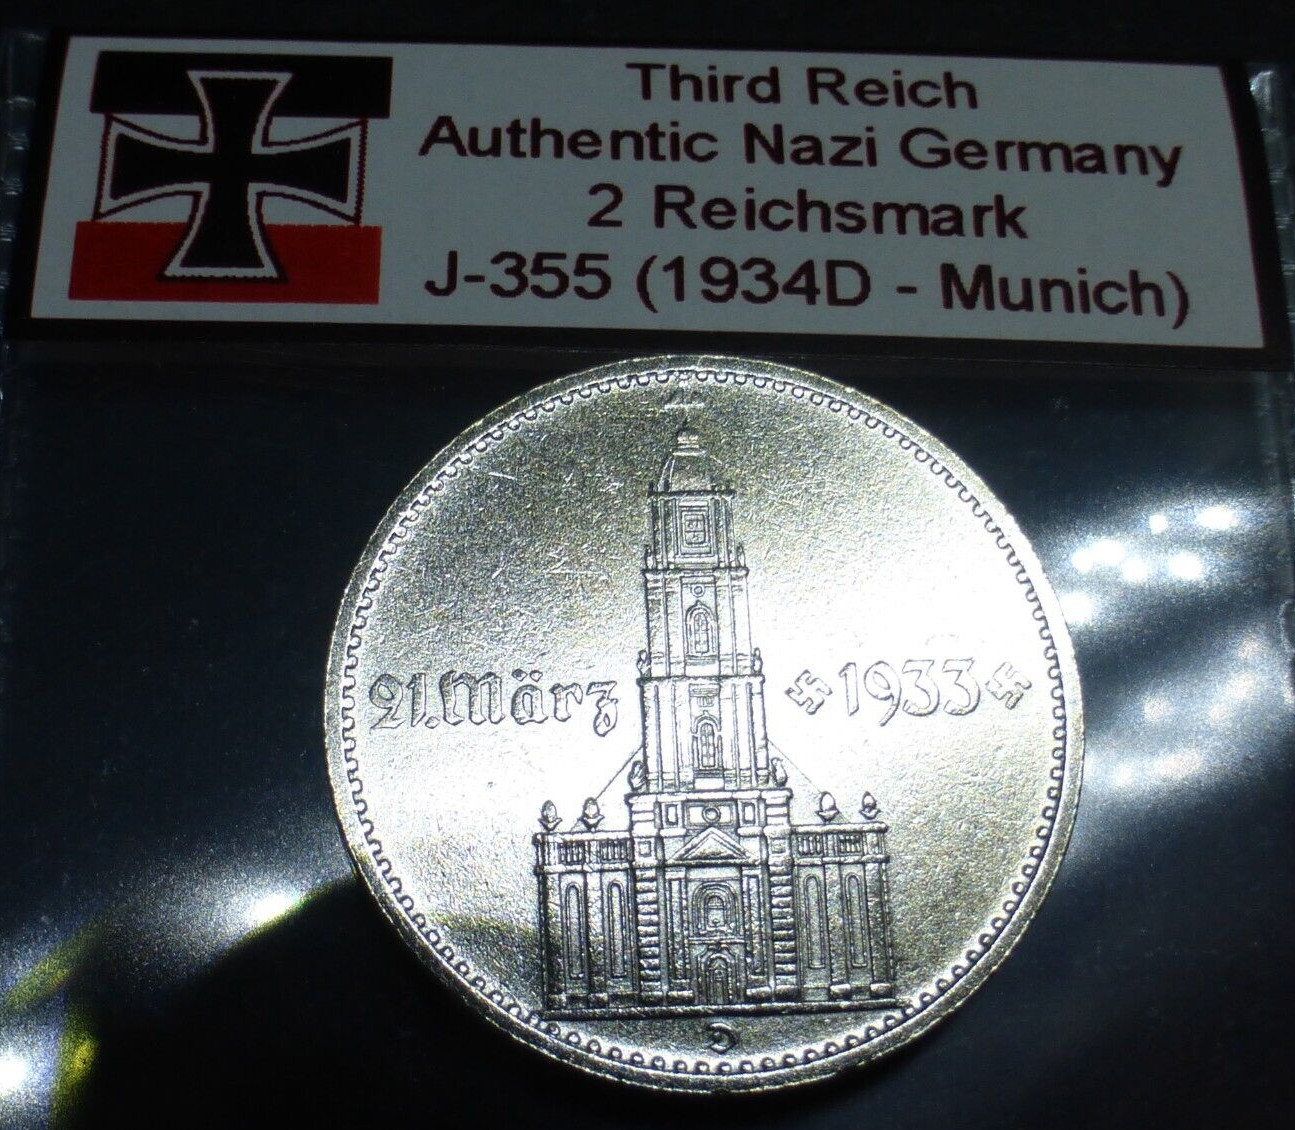 Third Reich
Authentic Nazi Germany
2 Reichsmark
J-355 (1934D - Munich)
21. März 1933
D